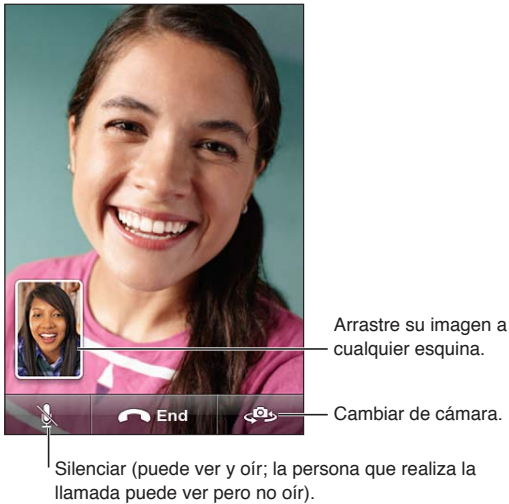 Arrastre su imagen a
cualquier esquina.
End
Cambiar de cámara.
Silenciar (puede ver y oír; la persona que realiza la
llamada puede ver pero no oír).